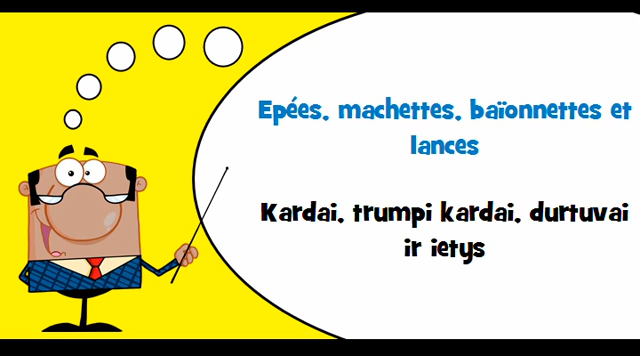 Epées, machettes, baïonnettes et
lances
Kardai, trumpi kardai, durtuvai
ir ietys